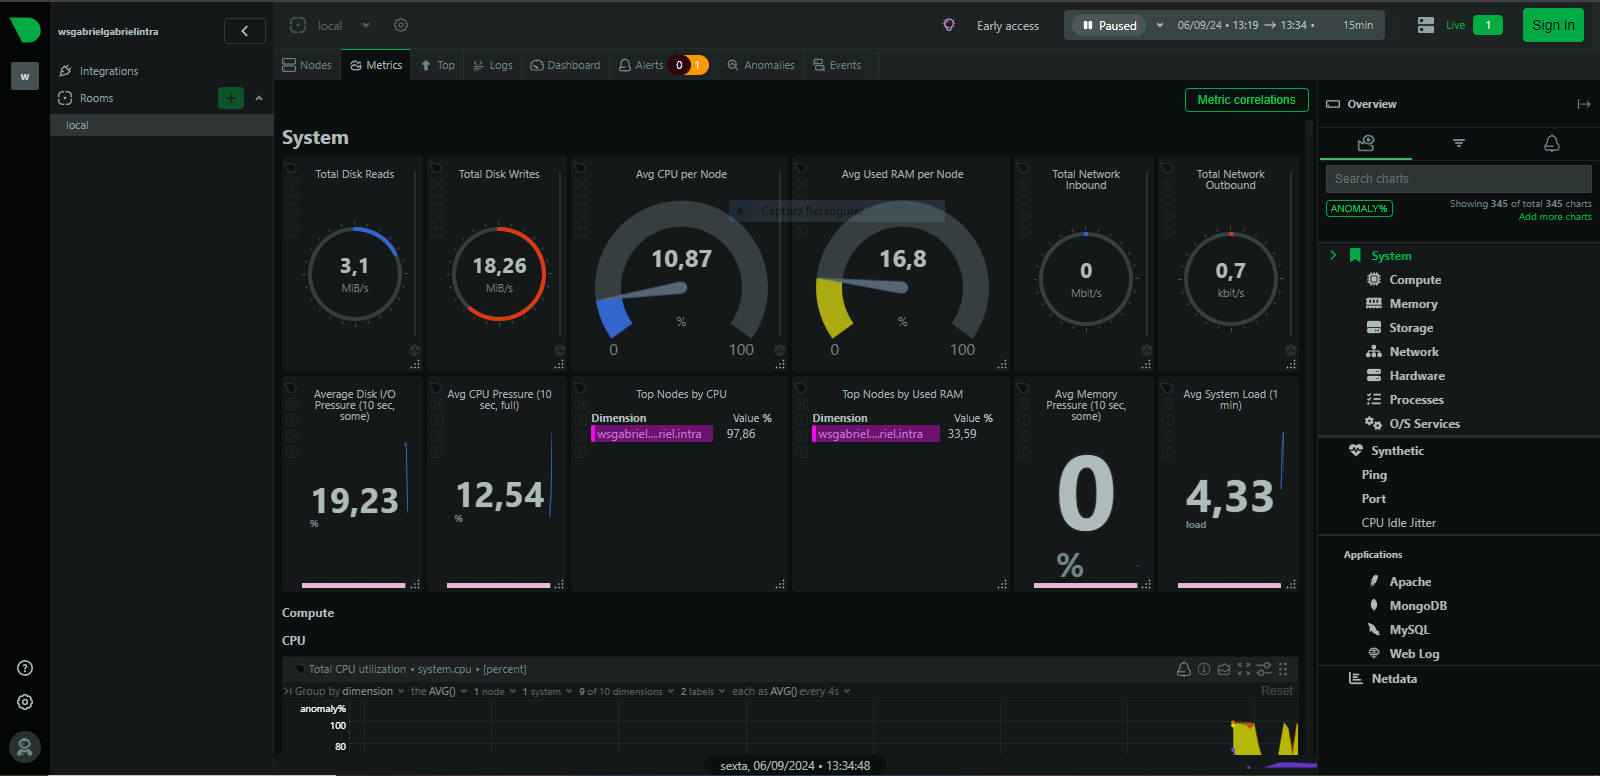 wsgabrielgabrielintra
local
Early access
Paused
06/09/24 • 13:19 → 13:34 •
15min
Live
1
Sign in
W
Integrations
Rooms
local
Nodes
Metrics
Top
Logs
Dashboard
Alerts
0
1
Anomalies
Events
Metric correlations
System
Total Disk Reads
3,1
MiB/s
Total Disk Writes
18,26
MiB/s
Avg CPU per Node
10,87
%
0
100
Captura Retangular
Avg Used RAM per Node
16,8
%
0
100
Total Network
Inbound
0
Mbit/s
Total Network
Outbound
0,7
kbit/s
Average Disk I/O
Pressure (10 sec,
some)
19,23
%
Avg CPU Pressure (10
sec, full)
12,54
%
Top Nodes by CPU
Dimension Value %
wsgabriel....riel.intra 97,86
Top Nodes by Used RAM
Dimension Value %
wsgabriel....riel.intra 33,59
Avg Memory
Pressure (10 sec,
some)
0
%
Avg System Load (1
min)
4,33
load
Compute
CPU
Total CPU utilization • system.cpu • [percent]
Group by dimension the AVG() 1 node 1 system 9 of 10 dimensions 2 labels each as AVG() every 4s
Reset
anomaly%
100
80
sexta, 06/09/2024 • 13:34:48
Overview
Search charts
ANOMALY%
Showing 345 of total 345 charts
Add more charts
System
Compute
Memory
Storage
Network
Hardware
Processes
O/S Services
Synthetic
Ping
Port
CPU Idle Jitter
Applications
Apache
MongoDB
MySQL
Web Log
Netdata